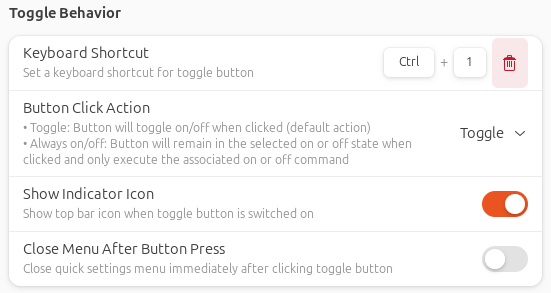 Toggle Behavior
Keyboard Shortcut
Set a keyboard shortcut for toggle button
Ctrl + 1
Button Click Action
• Toggle: Button will toggle on/off when clicked (default action)
• Always on/off: Button will remain in the selected on or off state when
clicked and only execute the associated on or off command
Toggle
Show Indicator Icon
Show top bar icon when toggle button is switched on
Close Menu After Button Press
Close quick settings menu immediately after clicking toggle button